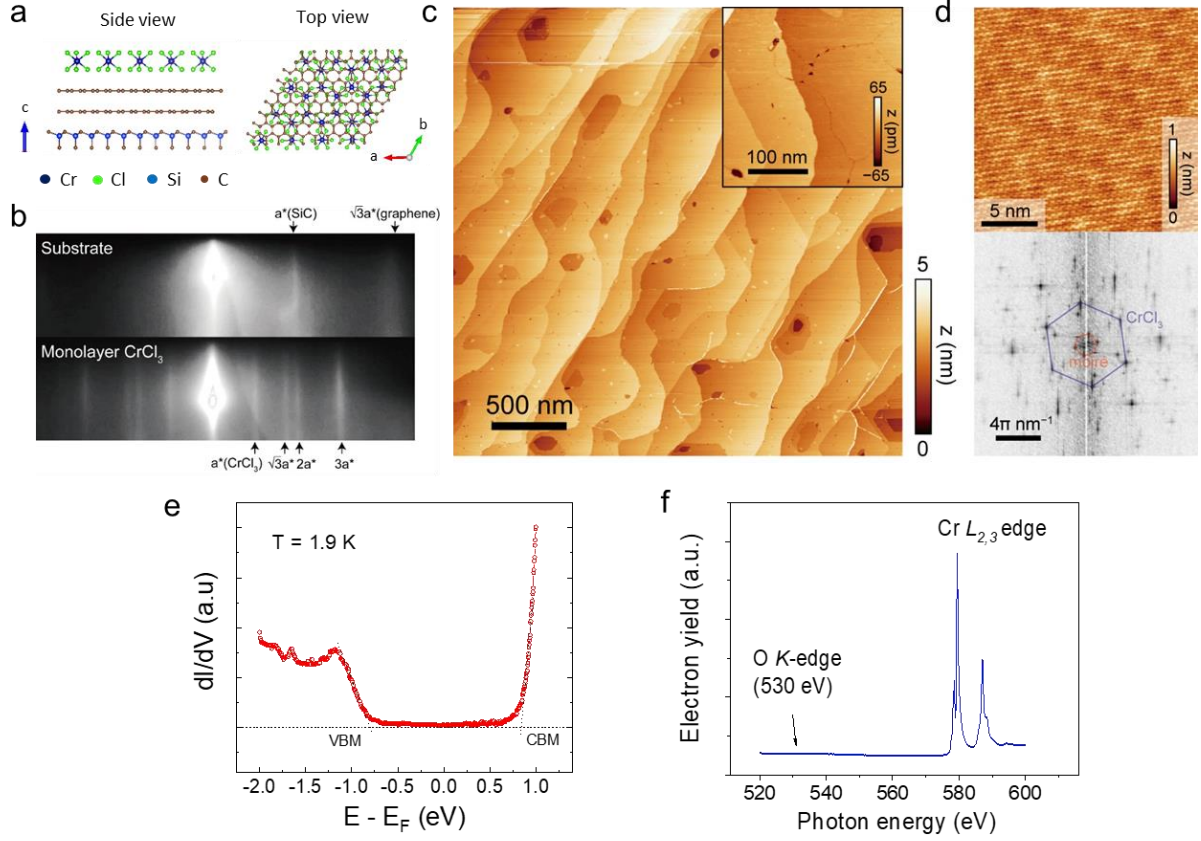 a
Side view
Top view
c
b
a
Cr
Cl
Si
C
b
a*(SiC)
√3a*(graphene)
Substrate
Monolayer CrCl₃
a*(CrCl₃)
√3a*
2a*
3a*
c
65
z (pm)
−65
100 nm
500 nm
5
z (nm)
0
d
1
z (nm)
0
5 nm
CrCl₃
moiré
4π nm⁻¹
e
T = 1.9 K
dI/dV (a.u)
VBM
CBM
-2.0 -1.5 -1.0 -0.5 0.0 0.5 1.0
E - E_F (eV)
f
Cr L₂,₃ edge
O K-edge
(530 eV)
Electron yield (a.u.)
520 540 560 580 600
Photon energy (eV)